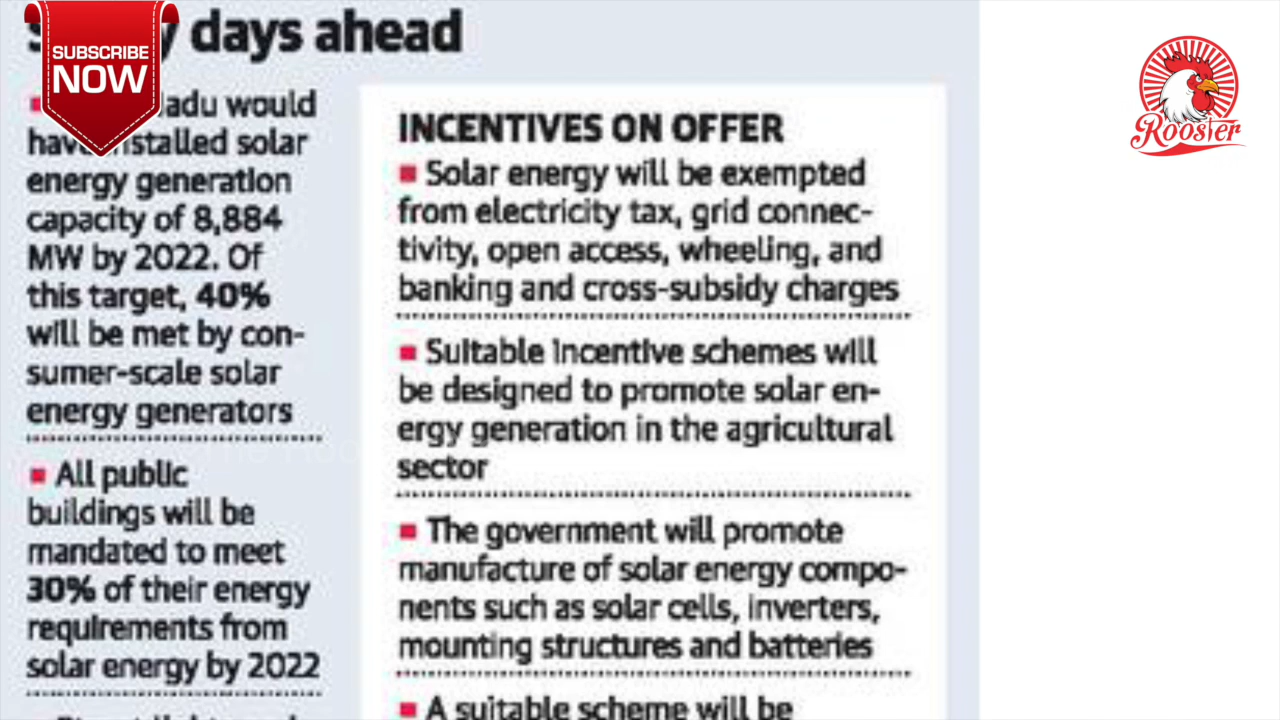 days ahead
SUBSCRIBE
NOW
would
installed solar
energy generation
capacity of 8,884
MW by 2022. Of
this target, 40%
will be met by con-
sumer-scale solar
energy generators
All public
buildings will be
mandated to meet
30% of their energy
requirements from
solar energy by 2022
INCENTIVES ON OFFER
Solar energy will be exempted
from electricity tax, grid connec-
tivity, open access, wheeling, and
banking and cross-subsidy charges
Suitable incentive schemes will
be designed to promote solar en-
ergy generation in the agricultural
sector
The government will promote
manufacture of solar energy compo-
nents such as solar cells, inverters,
mounting structures and batteries
A suitable scheme will be
Rooster